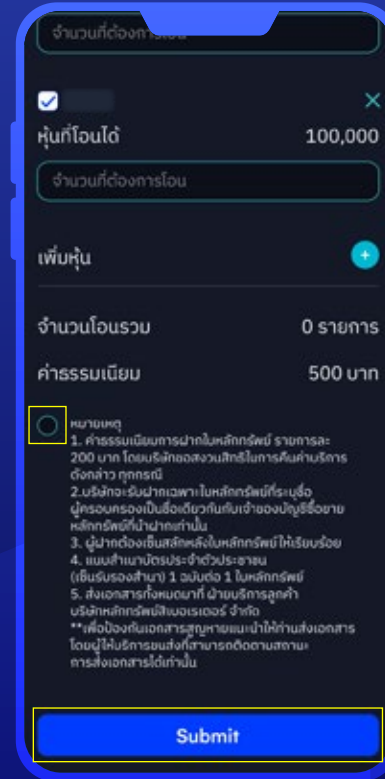 จำนวนที่ต้องการโอน
หุ้นที่โอนได้ 100,000
จำนวนที่ต้องการโอน
เพิ่มหุ้น
จำนวนโอนรวม 0 รายการ
ค่าธรรมเนียม 500 บาท
หมายเหตุ
1. ค่าธรรมเนียมการฝากใบหลักทรัพย์ รายการละ
200 บาท โดยบริษัทขอสงวนสิทธิในการคืนค่าบริการ
ดังกล่าว ทุกกรณี
2.บริษัทจะรับฝากเฉพาะใบหลักทรัพย์ที่ระบุชื่อ
ผู้ครอบครองเป็นชื่อเดียวกันกับเจ้าของบัญชีซื้อขาย
หลักทรัพย์ที่นำฝากเท่านั้น
3. ผู้ฝากต้องเซ็นสลักหลังใบหลักทรัพย์ให้เรียบร้อย
4. แนบสำเนาบัตรประจำตัวประชาชน
(เซ็นรับรองสำเนา) 1 ฉบับต่อ 1 ใบหลักทรัพย์
5. ส่งเอกสารทั้งหมดมาที่ ฝ่ายบริการลูกค้า
บริษัทหลักทรัพย์ลิเบอเรเตอร์ จำกัด
**เพื่อป้องกันเอกสารสูญหายแนะนำให้ท่านส่งเอกสาร
โดยผู้ให้บริการขนส่งที่สามารถติดตามสถานะ
การส่งเอกสารได้เท่านั้น
Submit